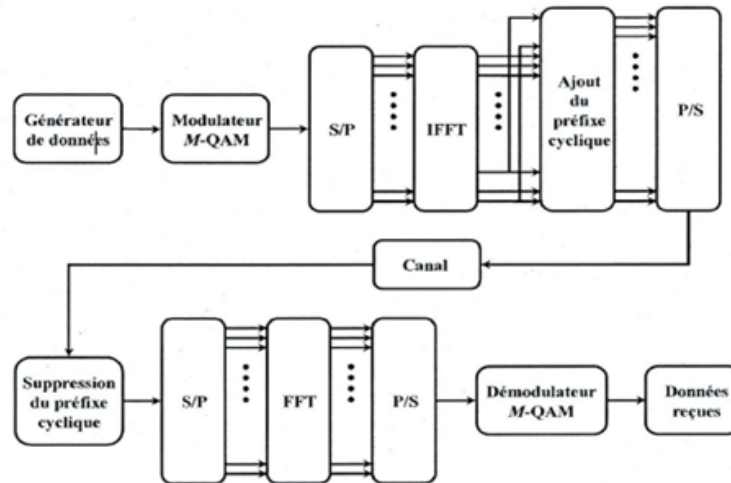 Générateur
de données
Modulateur
M-QAM
S/P
IFFT
Ajout
du
préfixe
cyclique
P/S
Canal
Suppression
du préfixe
cyclique
S/P
FFT
P/S
Démodulateur
M-QAM
Données
reçues